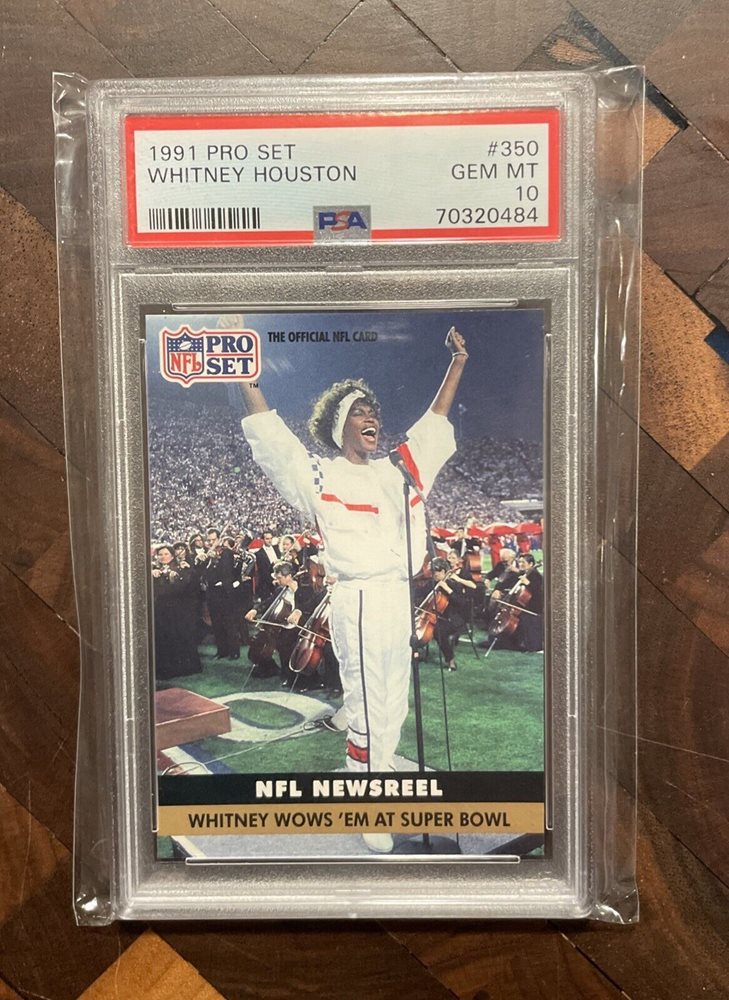 1991 PRO SET #350
WHITNEY HOUSTON GEM MT
10
PSA 70320484
NFL PRO SET
THE OFFICIAL NFL CARD
TM
NFL NEWSREEL
WHITNEY WOWS 'EM AT SUPER BOWL